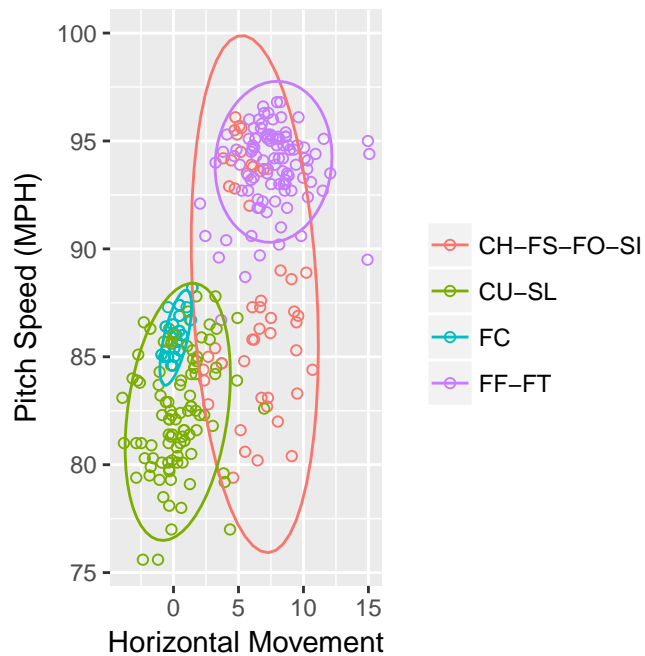 100
95
90
85
80
75
0 5 10 15
Pitch Speed (MPH)
Horizontal Movement
CH−FS−FO−SI
CU−SL
FC
FF−FT